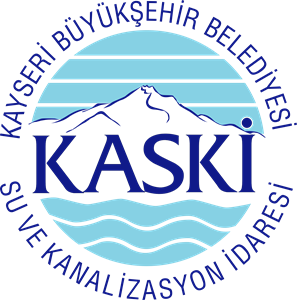 KAYSERİ BÜYÜKŞEHİR BELEDİYESİ
KASKİ
SU VE KANALİZASYON İDARESİ